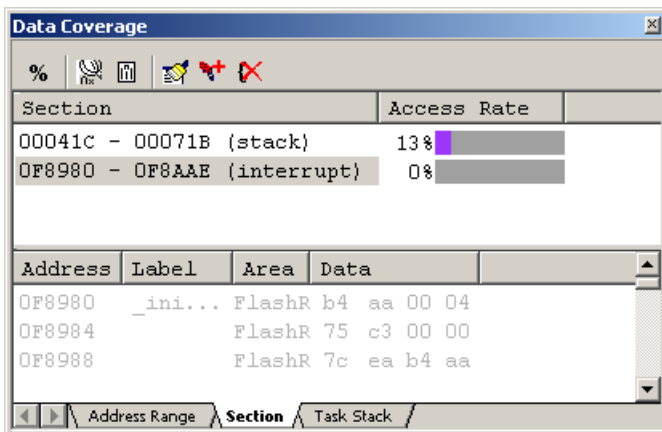 Data Coverage
%
Section Access Rate
00041C - 00071B (stack) 13%
0F8980 - 0F8AAE (interrupt) 0%
Address Label Area Data
0F8980 _ini... FlashR b4 aa 00 04
0F8984 FlashR 75 c3 00 00
0F8988 FlashR 7c ea b4 aa
Address Range Section Task Stack